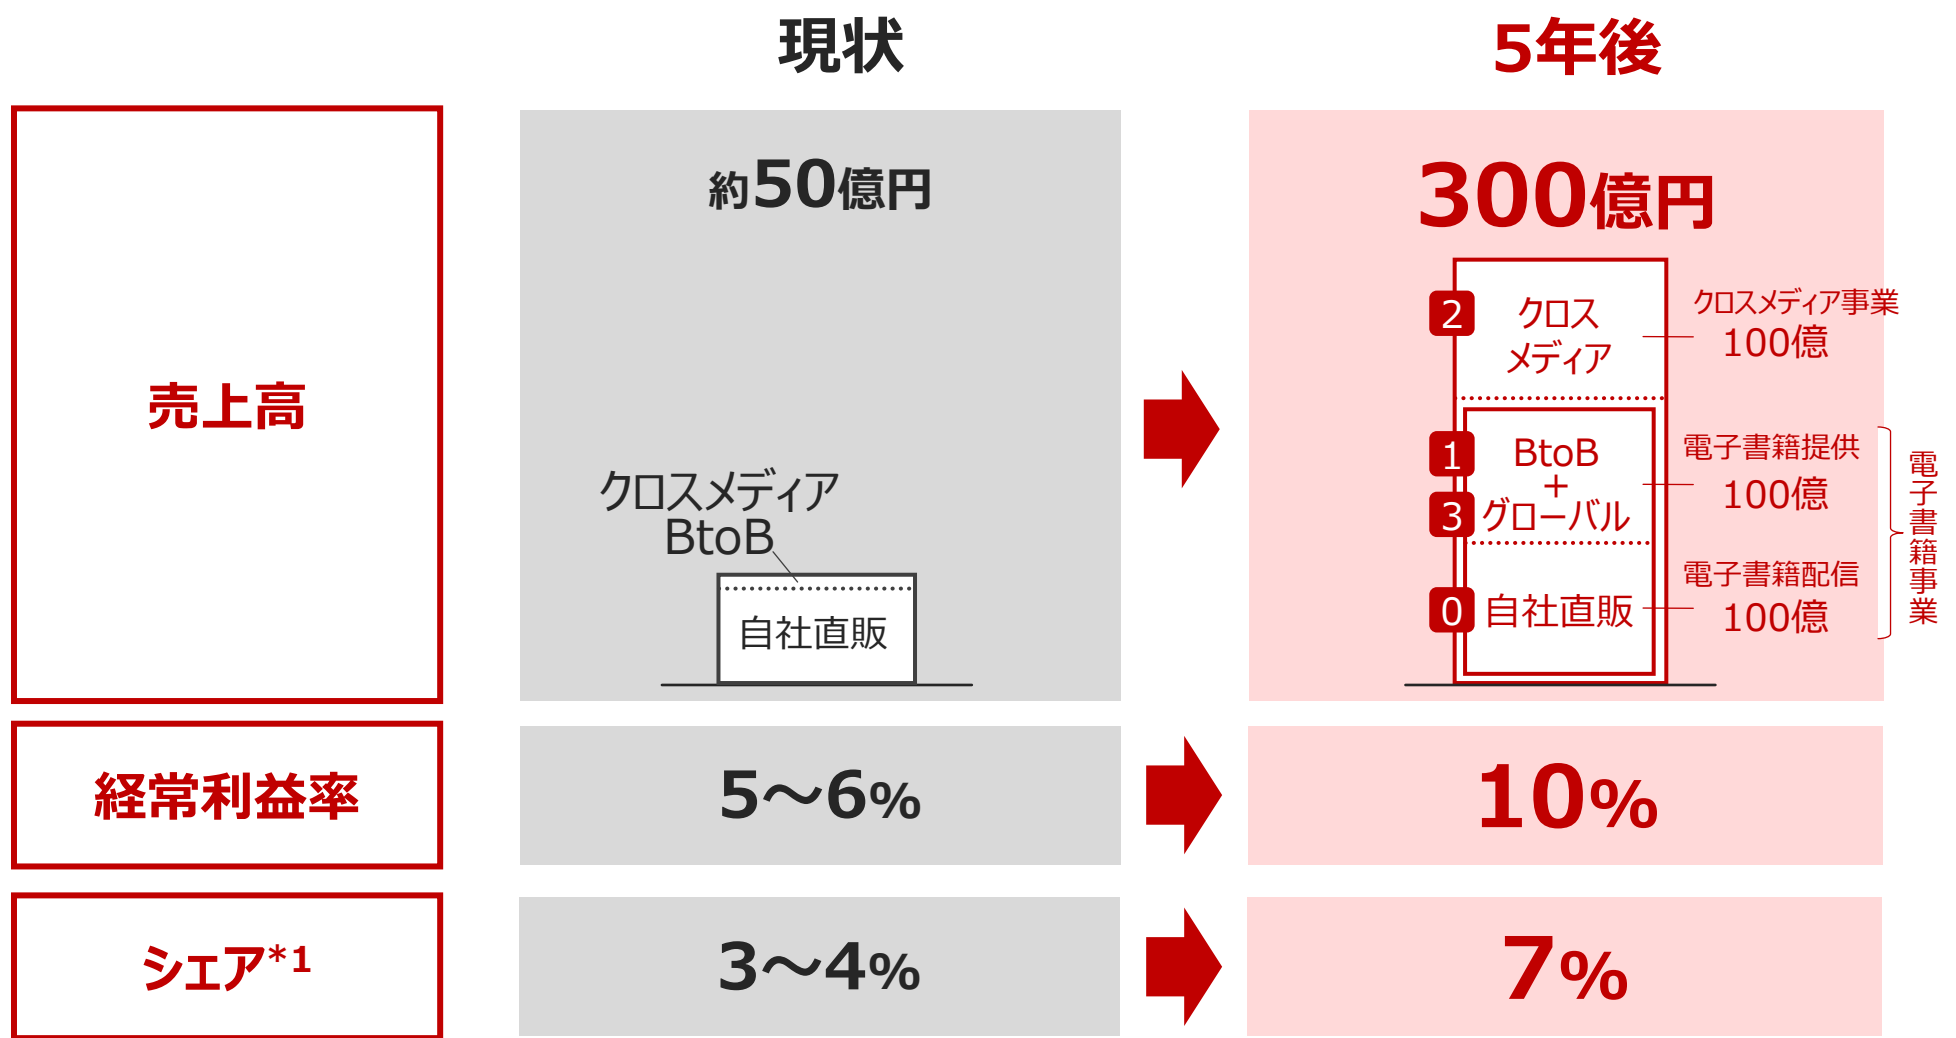 現状
5年後
売上高
約50億円
クロスメディア
BtoB
自社直販
300億円
2
クロス
メディア
クロスメディア事業
100億
1
BtoB
+
3
グローバル
電子書籍提供
100億
0
自社直販
電子書籍配信
100億
電子書籍事業
経常利益率
5～6%
10%
シェア*1
3～4%
7%